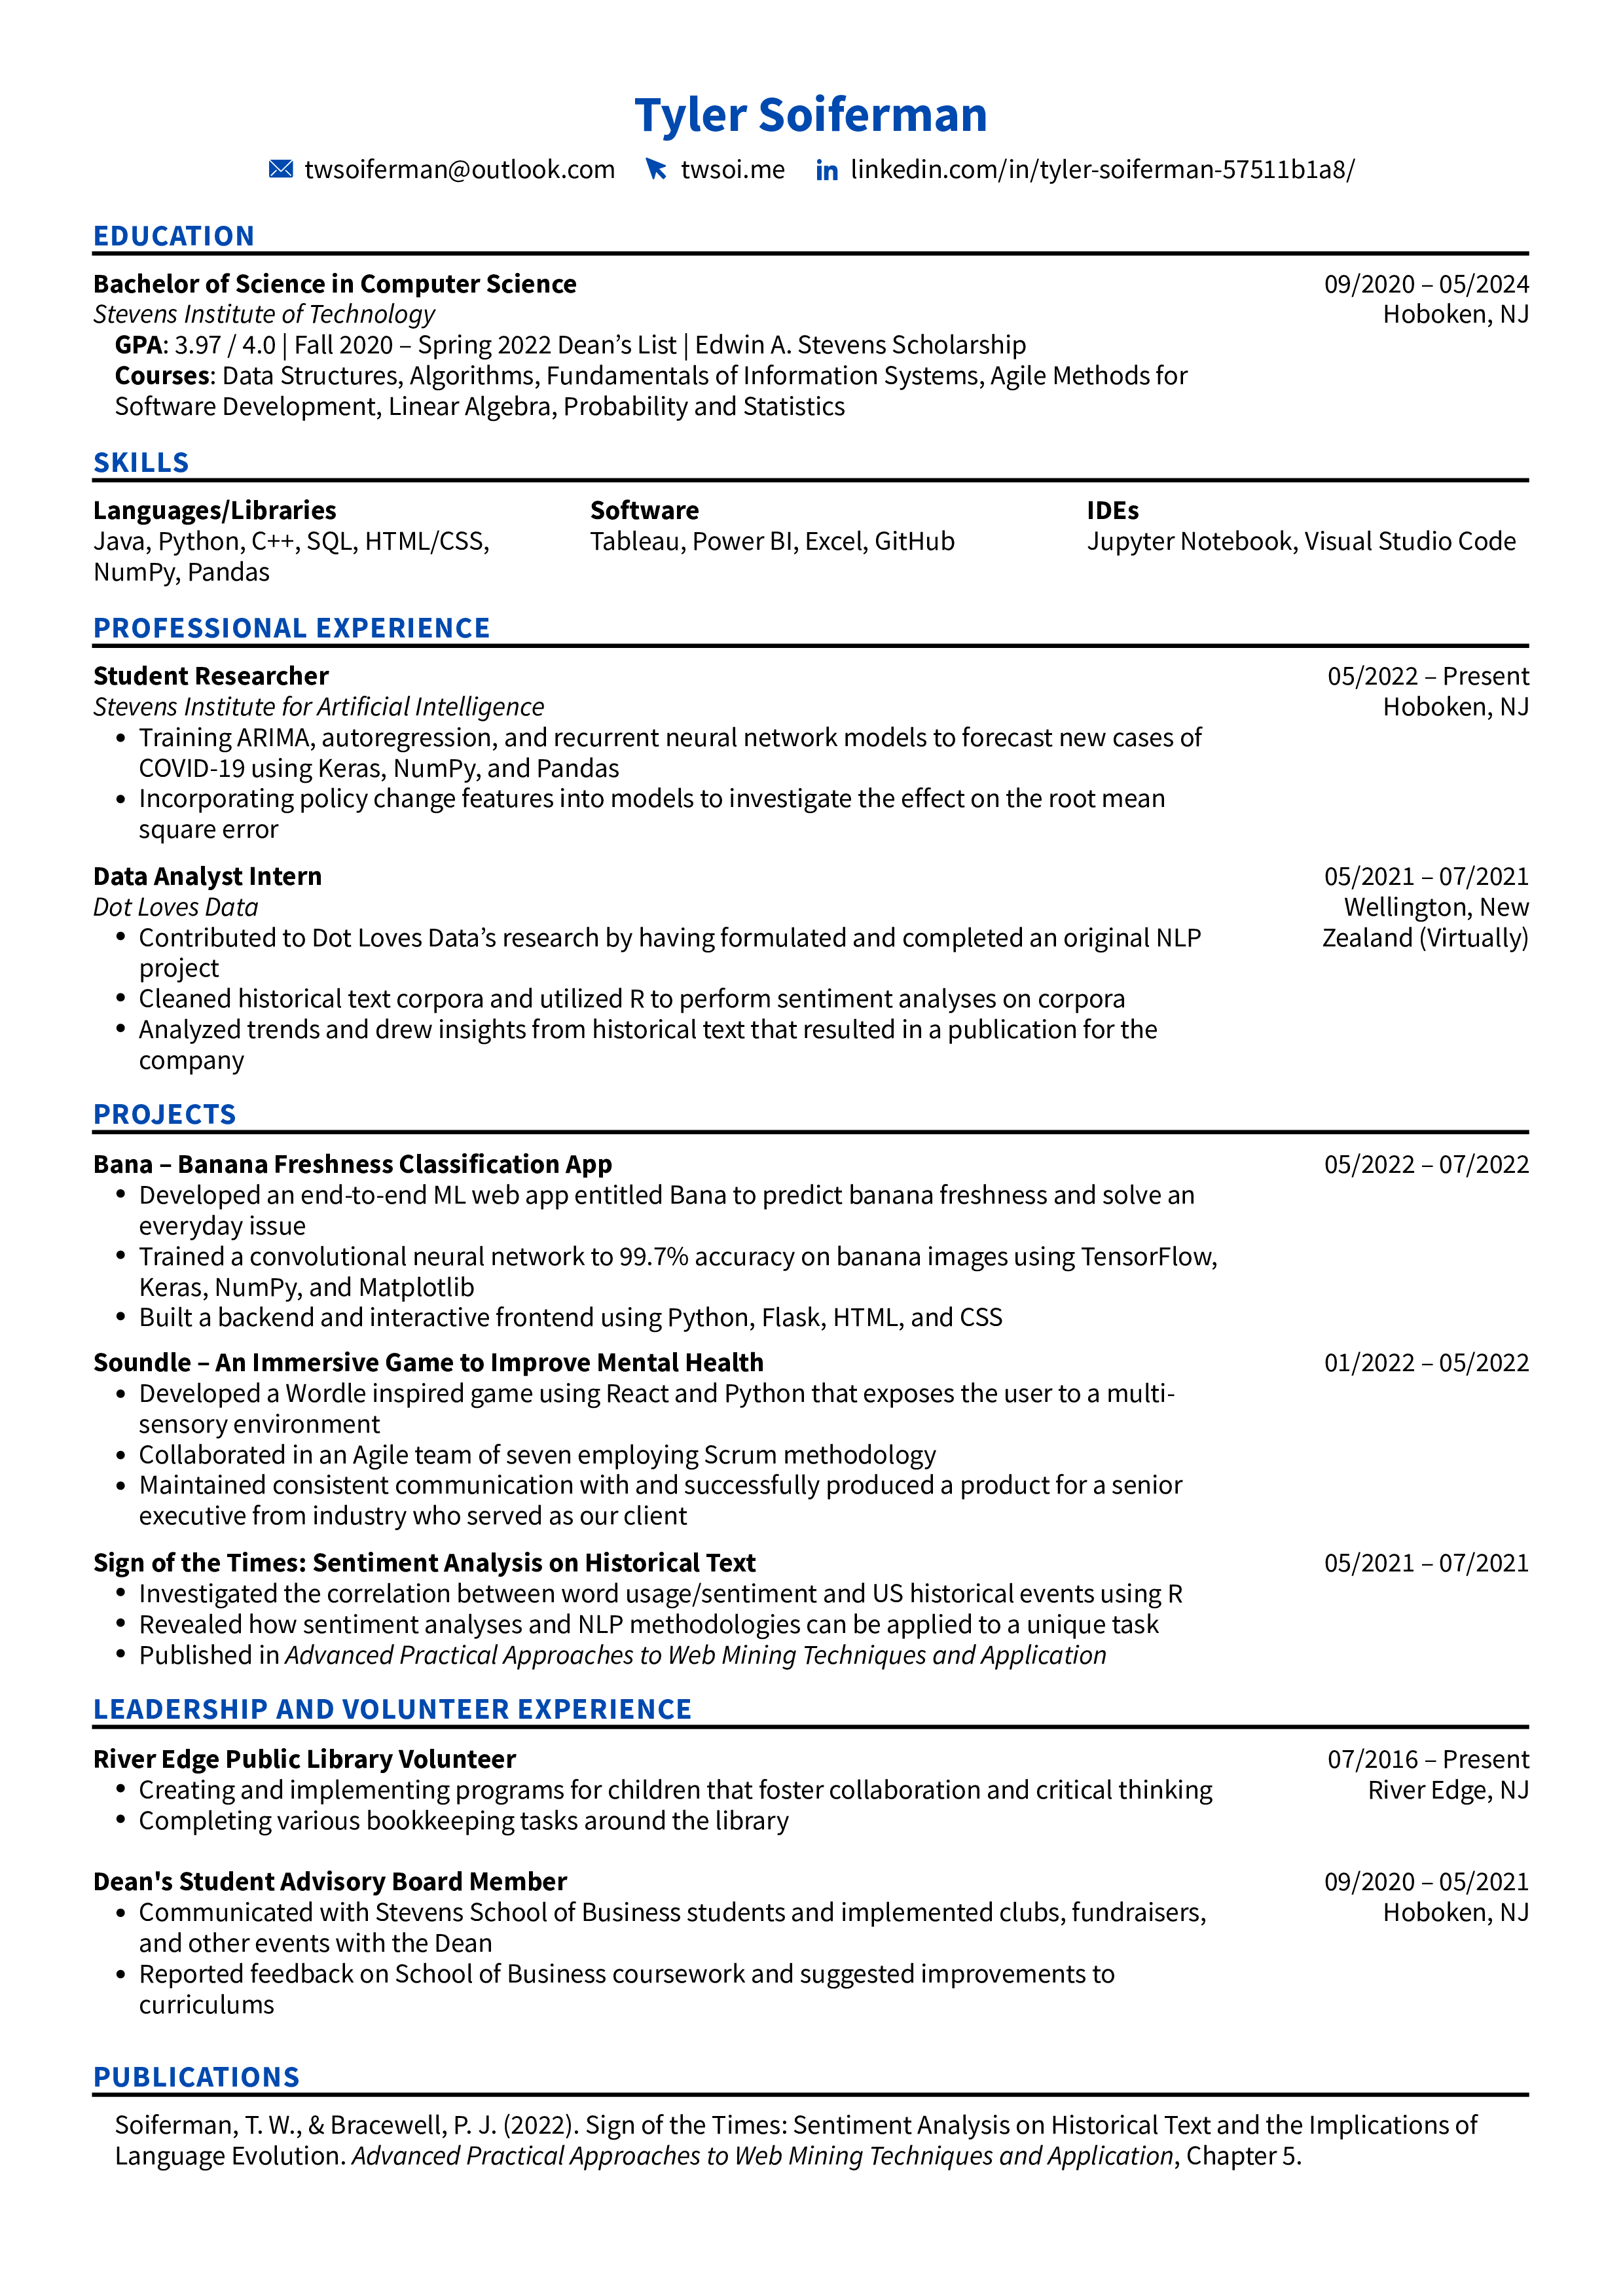 Tyler Soiferman
twsoiferman@outlook.com twsoi.me linkedin.com/in/tyler-soiferman-57511b1a8/
EDUCATION
Bachelor of Science in Computer Science 09/2020 – 05/2024
Stevens Institute of Technology Hoboken, NJ
GPA: 3.97 / 4.0 | Fall 2020 – Spring 2022 Dean’s List | Edwin A. Stevens Scholarship
Courses: Data Structures, Algorithms, Fundamentals of Information Systems, Agile Methods for
Software Development, Linear Algebra, Probability and Statistics
SKILLS
Languages/Libraries Software IDEs
Java, Python, C++, SQL, HTML/CSS, Tableau, Power BI, Excel, GitHub Jupyter Notebook, Visual Studio Code
NumPy, Pandas
PROFESSIONAL EXPERIENCE
Student Researcher 05/2022 – Present
Stevens Institute for Artificial Intelligence Hoboken, NJ
• Training ARIMA, autoregression, and recurrent neural network models to forecast new cases of
COVID-19 using Keras, NumPy, and Pandas
• Incorporating policy change features into models to investigate the effect on the root mean
square error
Data Analyst Intern 05/2021 – 07/2021
Dot Loves Data Wellington, New
• Contributed to Dot Loves Data’s research by having formulated and completed an original NLP Zealand (Virtually)
project
• Cleaned historical text corpora and utilized R to perform sentiment analyses on corpora
• Analyzed trends and drew insights from historical text that resulted in a publication for the
company
PROJECTS
Bana – Banana Freshness Classification App 05/2022 – 07/2022
• Developed an end-to-end ML web app entitled Bana to predict banana freshness and solve an
everyday issue
• Trained a convolutional neural network to 99.7% accuracy on banana images using TensorFlow,
Keras, NumPy, and Matplotlib
• Built a backend and interactive frontend using Python, Flask, HTML, and CSS
Soundle – An Immersive Game to Improve Mental Health 01/2022 – 05/2022
• Developed a Wordle inspired game using React and Python that exposes the user to a multi-
sensory environment
• Collaborated in an Agile team of seven employing Scrum methodology
• Maintained consistent communication with and successfully produced a product for a senior
executive from industry who served as our client
Sign of the Times: Sentiment Analysis on Historical Text 05/2021 – 07/2021
• Investigated the correlation between word usage/sentiment and US historical events using R
• Revealed how sentiment analyses and NLP methodologies can be applied to a unique task
• Published in Advanced Practical Approaches to Web Mining Techniques and Application
LEADERSHIP AND VOLUNTEER EXPERIENCE
River Edge Public Library Volunteer 07/2016 – Present
• Creating and implementing programs for children that foster collaboration and critical thinking River Edge, NJ
• Completing various bookkeeping tasks around the library
Dean's Student Advisory Board Member 09/2020 – 05/2021
• Communicated with Stevens School of Business students and implemented clubs, fundraisers, Hoboken, NJ
and other events with the Dean
• Reported feedback on School of Business coursework and suggested improvements to
curriculums
PUBLICATIONS
Soiferman, T. W., & Bracewell, P. J. (2022). Sign of the Times: Sentiment Analysis on Historical Text and the Implications of
Language Evolution. Advanced Practical Approaches to Web Mining Techniques and Application, Chapter 5.